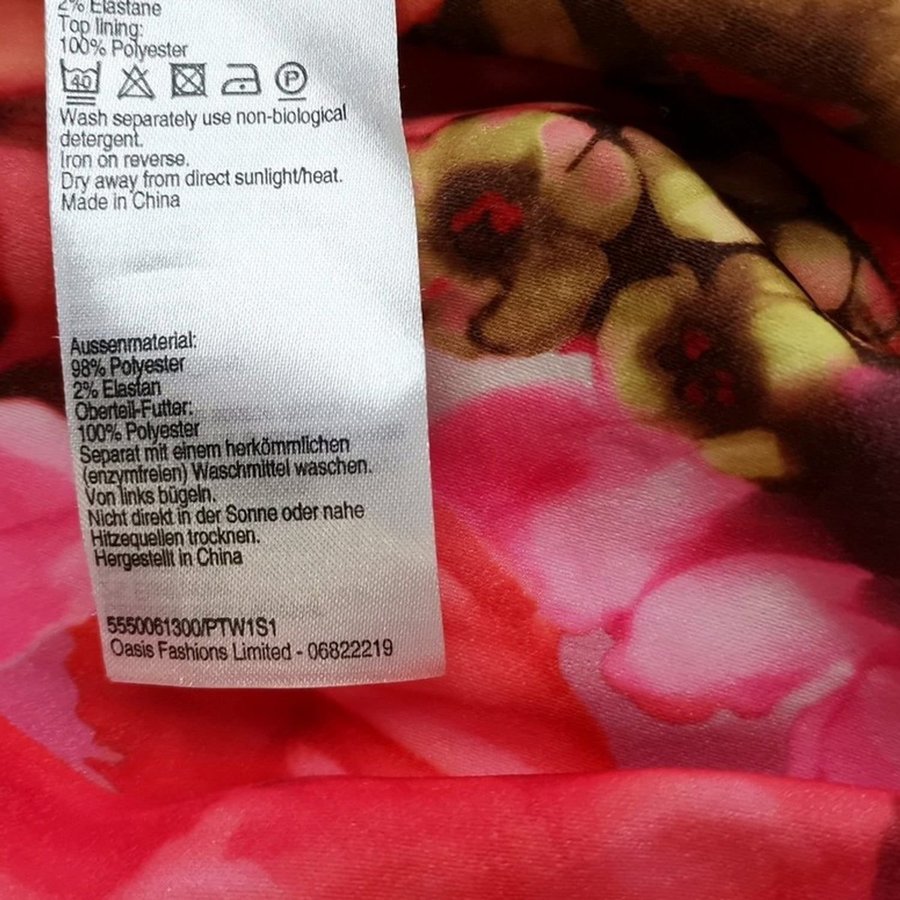 2% Elastane
Top lining:
100% Polyester
40 P
Wash separately use non-biological
detergent.
Iron on reverse.
Dry away from direct sunlight/heat.
Made in China
Aussenmaterial:
98% Polyester
2% Elastan
Oberteil-Futter:
100% Polyester
Separat mit einem herkömmlichen
(enzymfreien) Waschmittel waschen.
Von links bügeln.
Nicht direkt in der Sonne oder nahe
Hitzequellen trocknen.
Hergestellt in China
5550061300/PTW1S1
Oasis Fashions Limited - 06822219